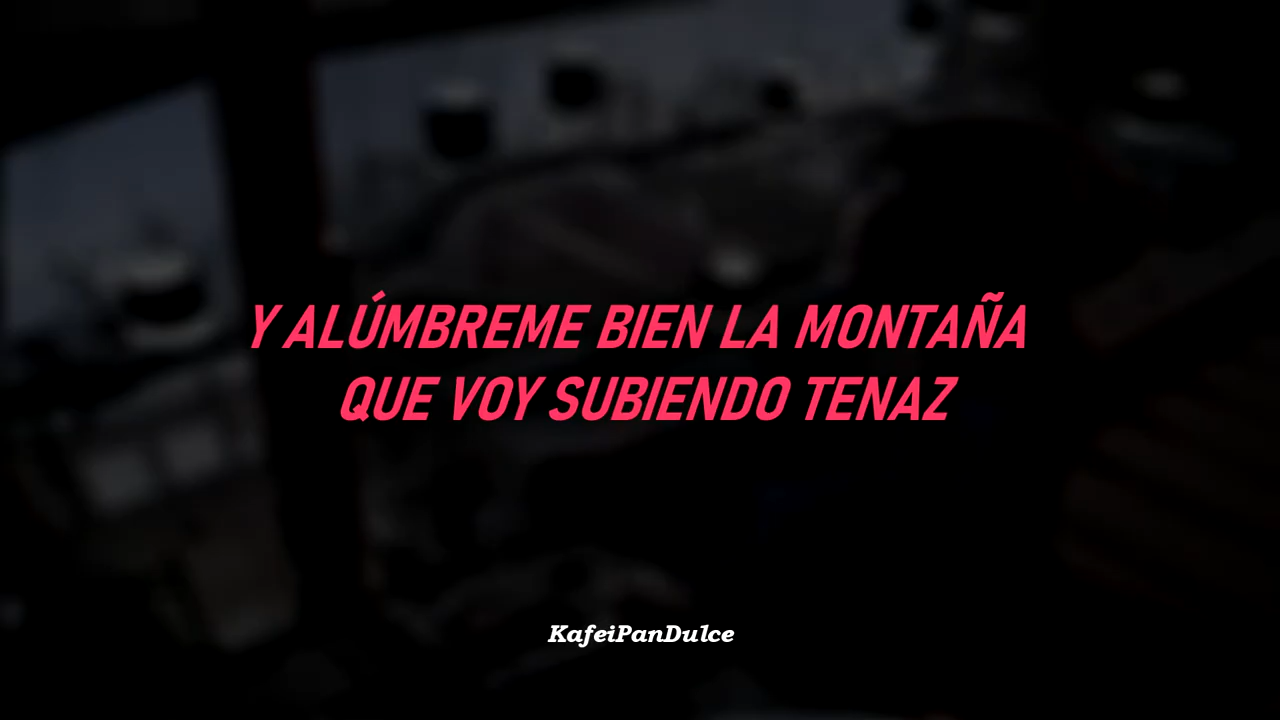 Y ALÚMBREME BIEN LA MONTAÑA
QUE VOY SUBIENDO TENAZ
KafeiPanDulce